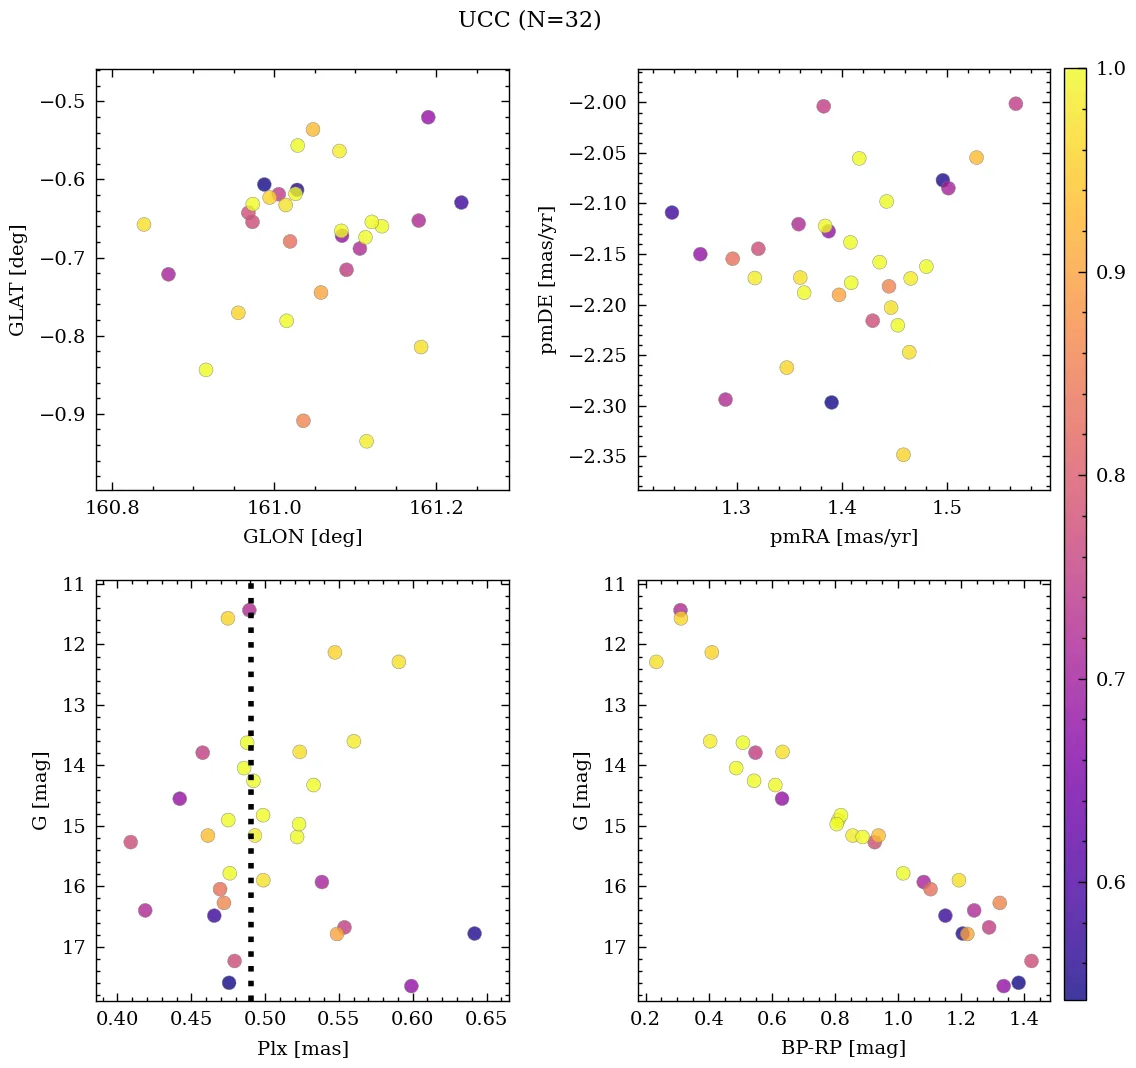 UCC (N=32)
−0.5
−0.6
−0.7
−0.8
−0.9
GLAT [deg]
160.8 161.0 161.2
GLON [deg]
−2.00
−2.05
−2.10
−2.15
−2.20
−2.25
−2.30
−2.35
pmDE [mas/yr]
1.3 1.4 1.5
pmRA [mas/yr]
11
12
13
14
15
16
17
G [mag]
0.40 0.45 0.50 0.55 0.60 0.65
Plx [mas]
11
12
13
14
15
16
17
G [mag]
0.2 0.4 0.6 0.8 1.0 1.2 1.4
BP-RP [mag]
1.0
0.9
0.8
0.7
0.6